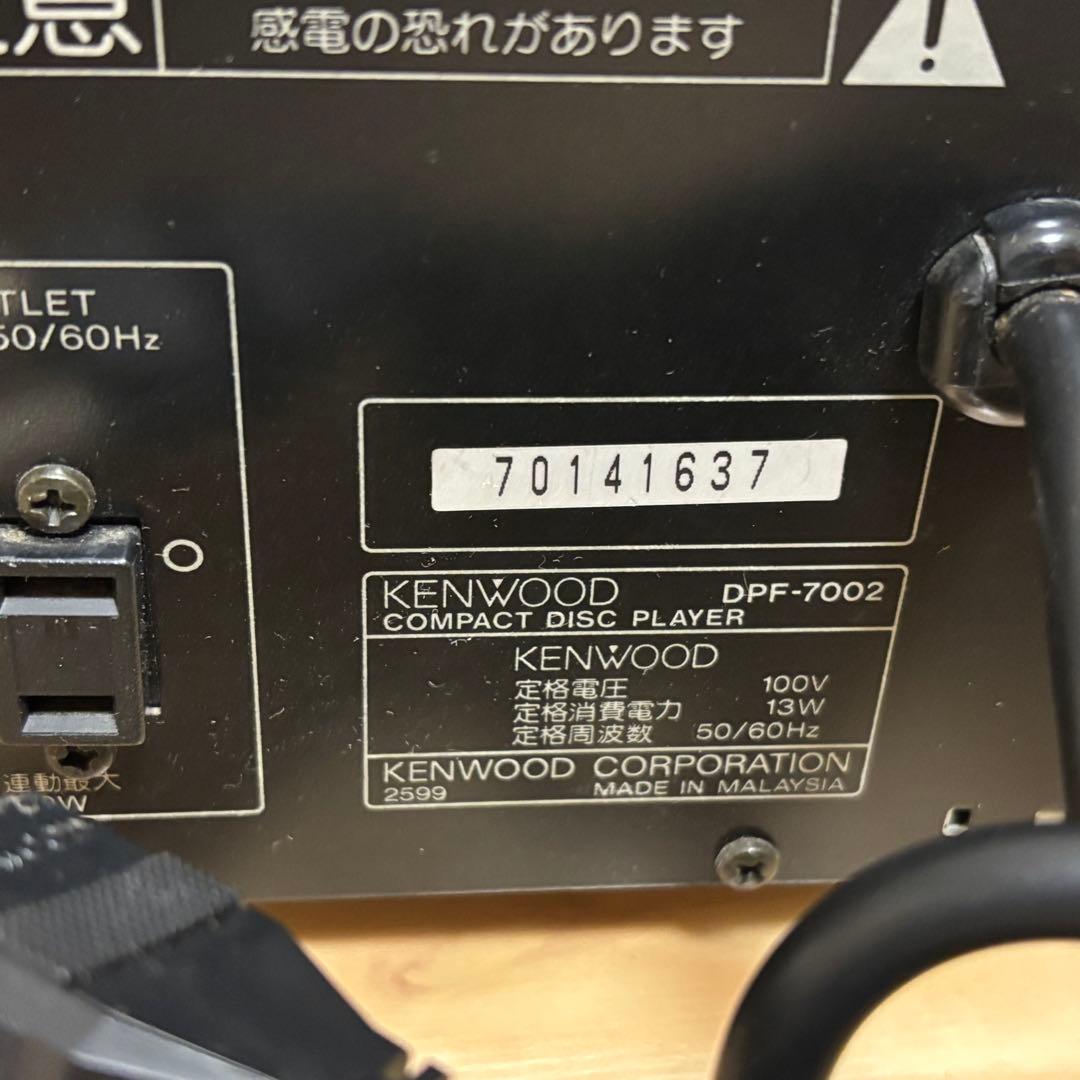 感電の恐れがあります
TLET
50/60Hz
70141637
KENWOOD DPF-7002
COMPACT DISC PLAYER
KENWOOD
定格電圧 100V
定格消費電力 13W
定格周波数 50/60Hz
KENWOOD CORPORATION
2599 MADE IN MALAYSIA
連動最大